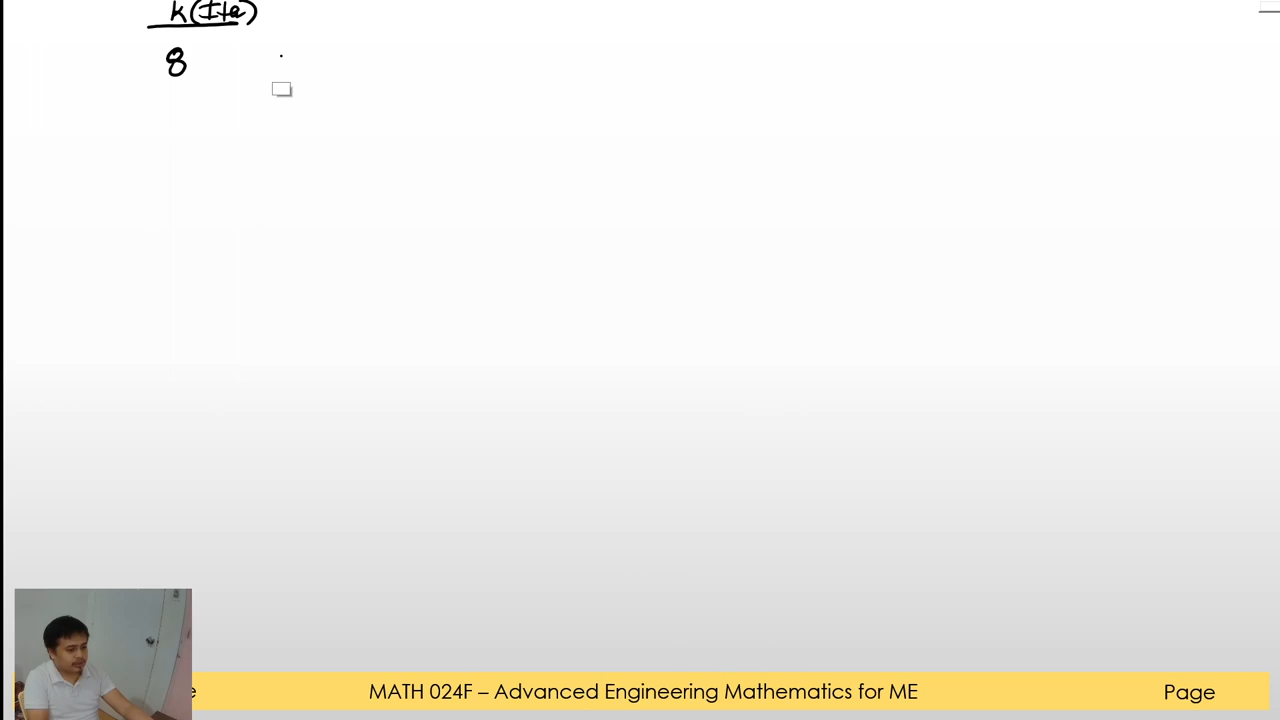 k(I+a)
8
e
MATH 024F – Advanced Engineering Mathematics for ME
Page